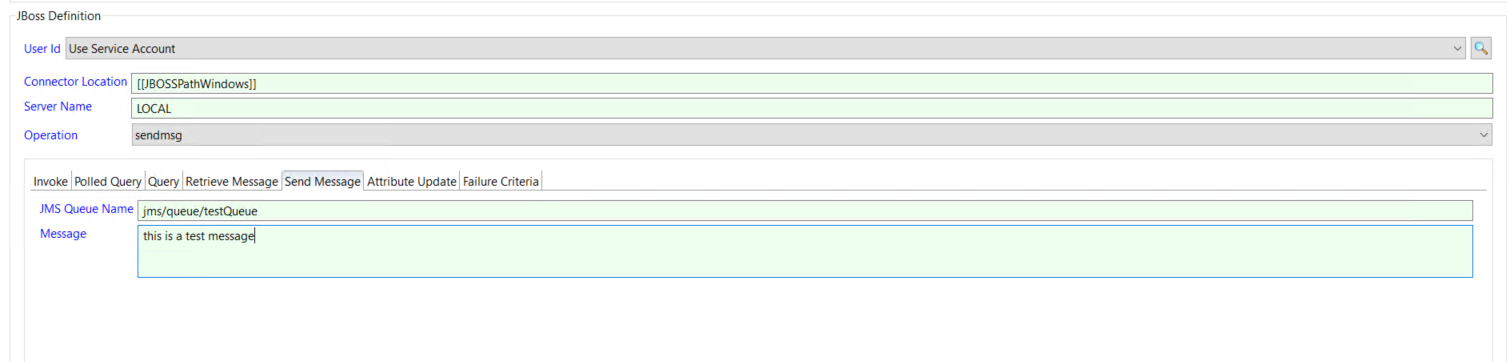 JBoss Definition
User Id Use Service Account
Connector Location [[JBOSSPathWindows]]
Server Name LOCAL
Operation sendmsg
Invoke Polled Query Query Retrieve Message Send Message Attribute Update Failure Criteria
JMS Queue Name jms/queue/testQueue
Message this is a test message